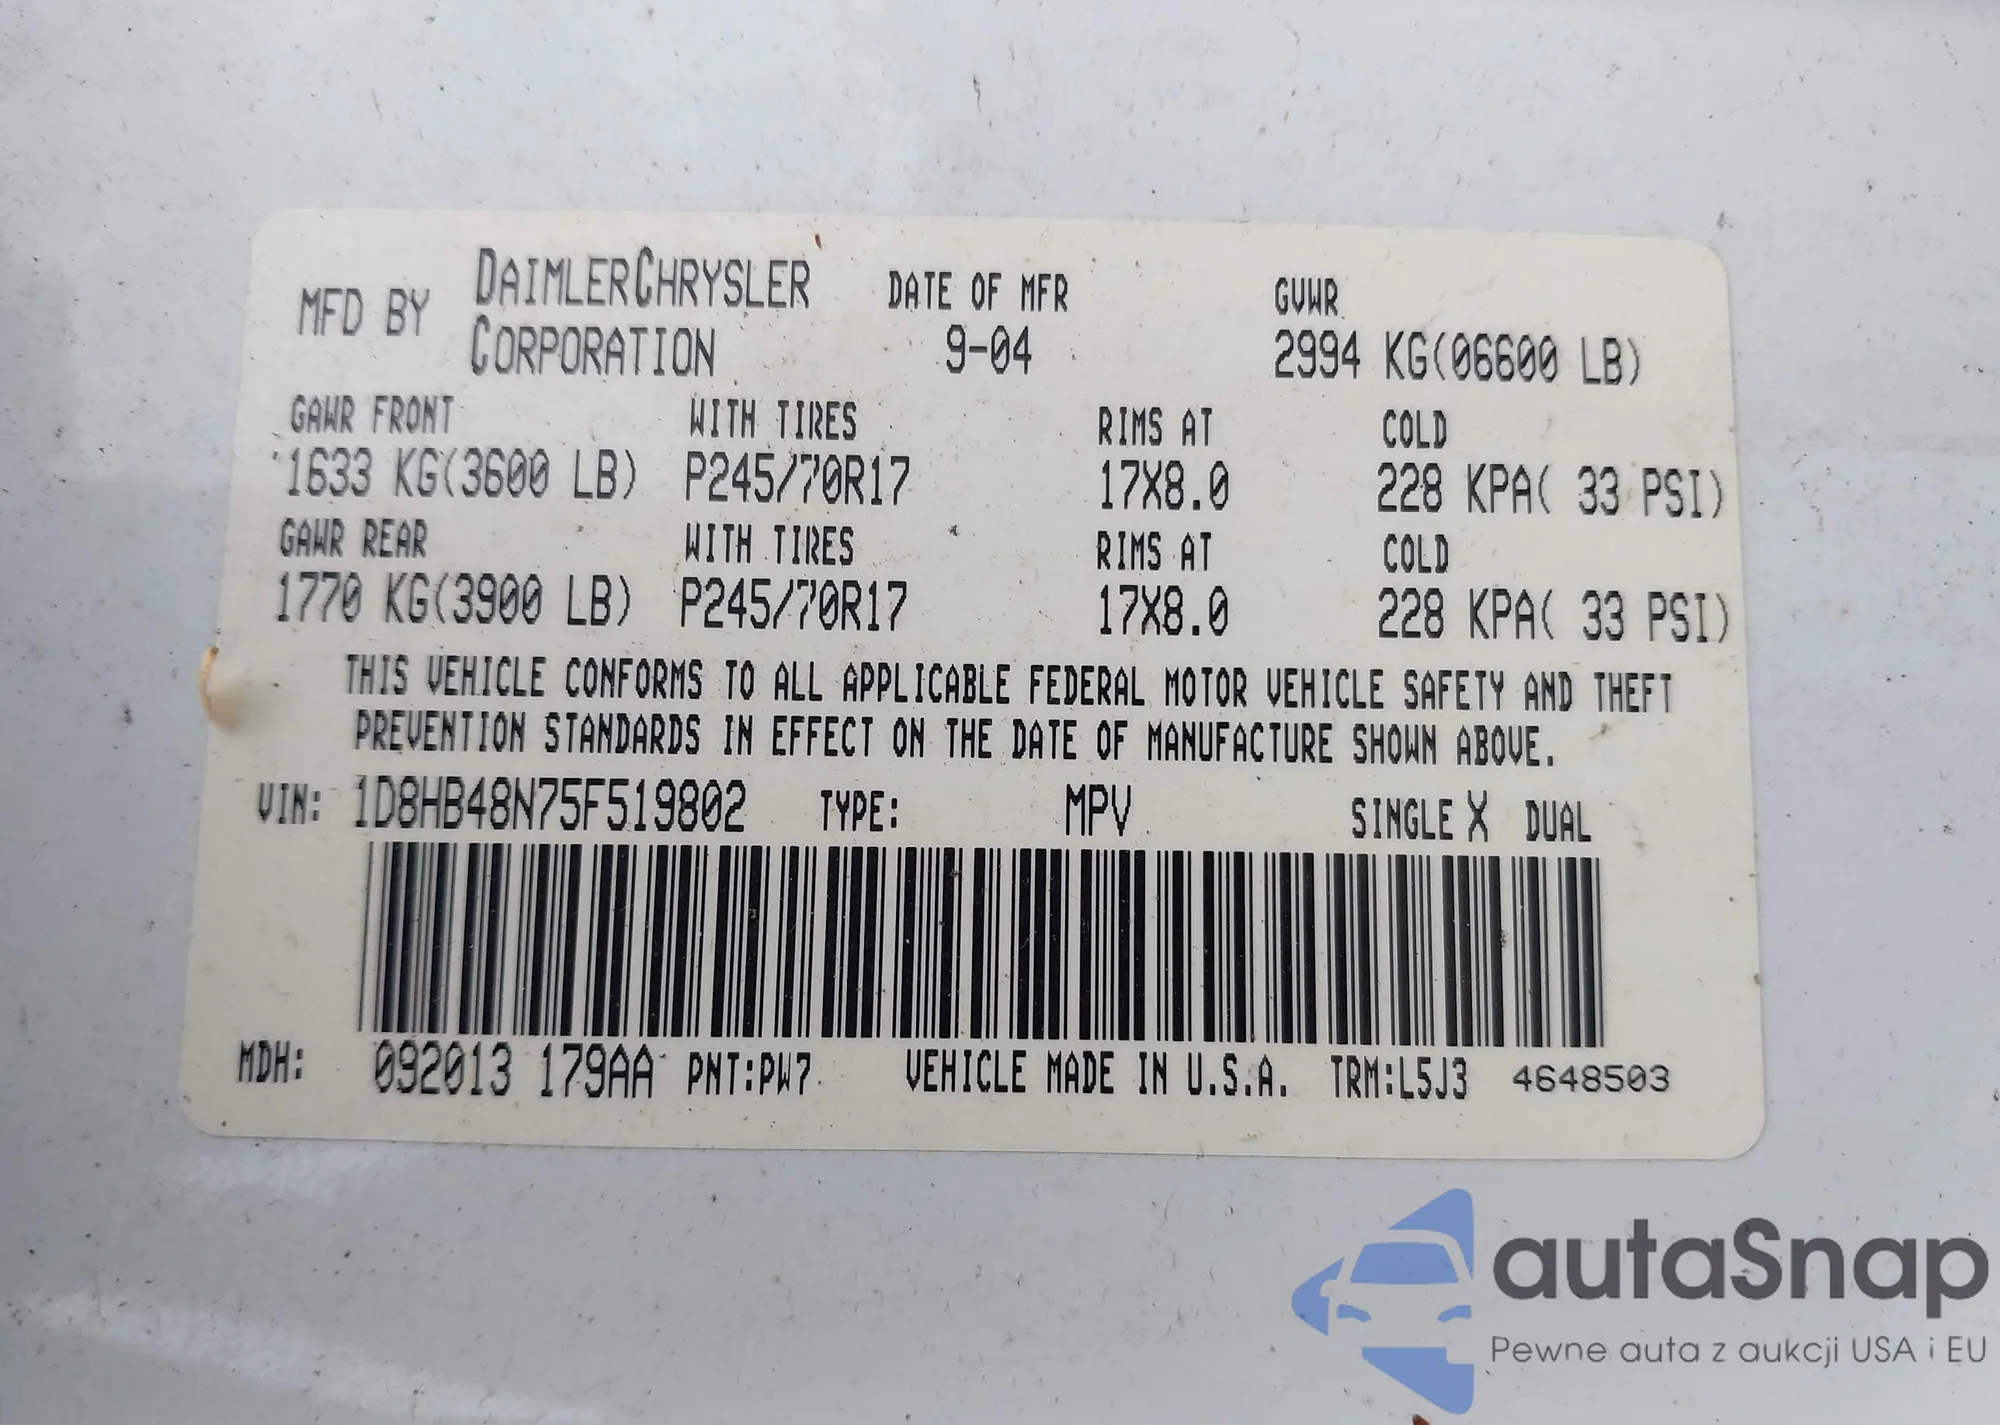 MFD BY DAIMLERCHRYSLER CORPORATION DATE OF MFR 9-04 GVWR 2994 KG(06600 LB)
GAWR FRONT WITH TIRES RIMS AT COLD
1633 KG(3600 LB) P245/70R17 17X8.0 228 KPA( 33 PSI)
GAWR REAR WITH TIRES RIMS AT COLD
1770 KG(3900 LB) P245/70R17 17X8.0 228 KPA( 33 PSI)
THIS VEHICLE CONFORMS TO ALL APPLICABLE FEDERAL MOTOR VEHICLE SAFETY AND THEFT
PREVENTION STANDARDS IN EFFECT ON THE DATE OF MANUFACTURE SHOWN ABOVE.
VIN: 1D8HB48N75F519802 TYPE: MPV SINGLE X DUAL
MDH: 092013 179AA PNT:PW7 VEHICLE MADE IN U.S.A. TRM:L5J3 4648503
autaSnap
Pewne auta z aukcji USA i EU